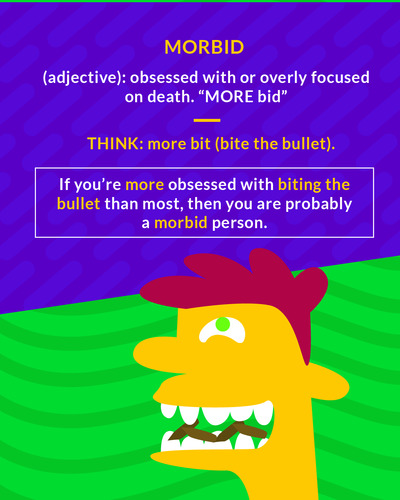 MORBID
(adjective): obsessed with or overly focused
on death. “MORE bid”
THINK: more bit (bite the bullet).
If you’re more obsessed with biting the
bullet than most, then you are probably
a morbid person.